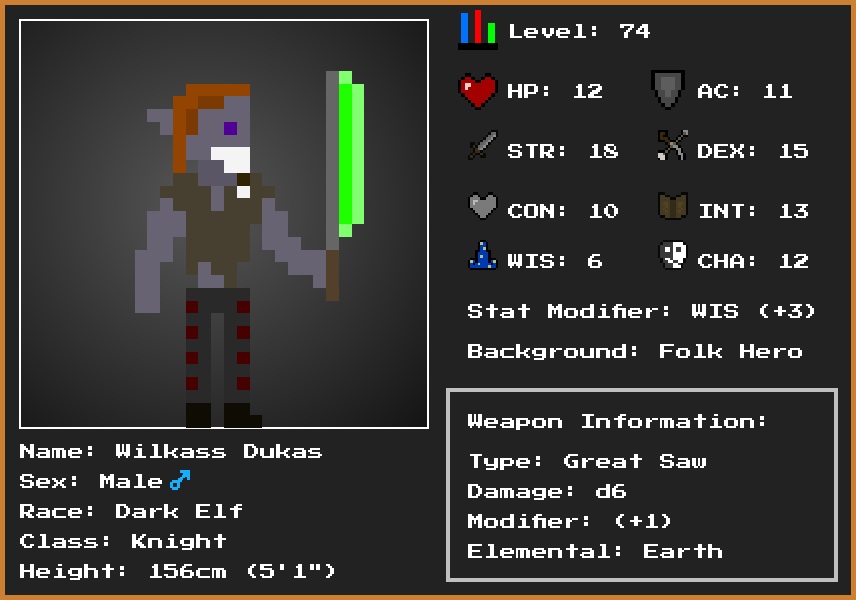 Level: 74
HP: 12
AC: 11
STR: 18
DEX: 15
CON: 10
INT: 13
WIS: 6
CHA: 12
Stat Modifier: WIS (+3)
Background: Folk Hero
Weapon Information:
Type: Great Saw
Damage: d6
Modifier: (+1)
Elemental: Earth
Name: Wilkass Dukas
Sex: Male ♂
Race: Dark Elf
Class: Knight
Height: 156cm (5'1")